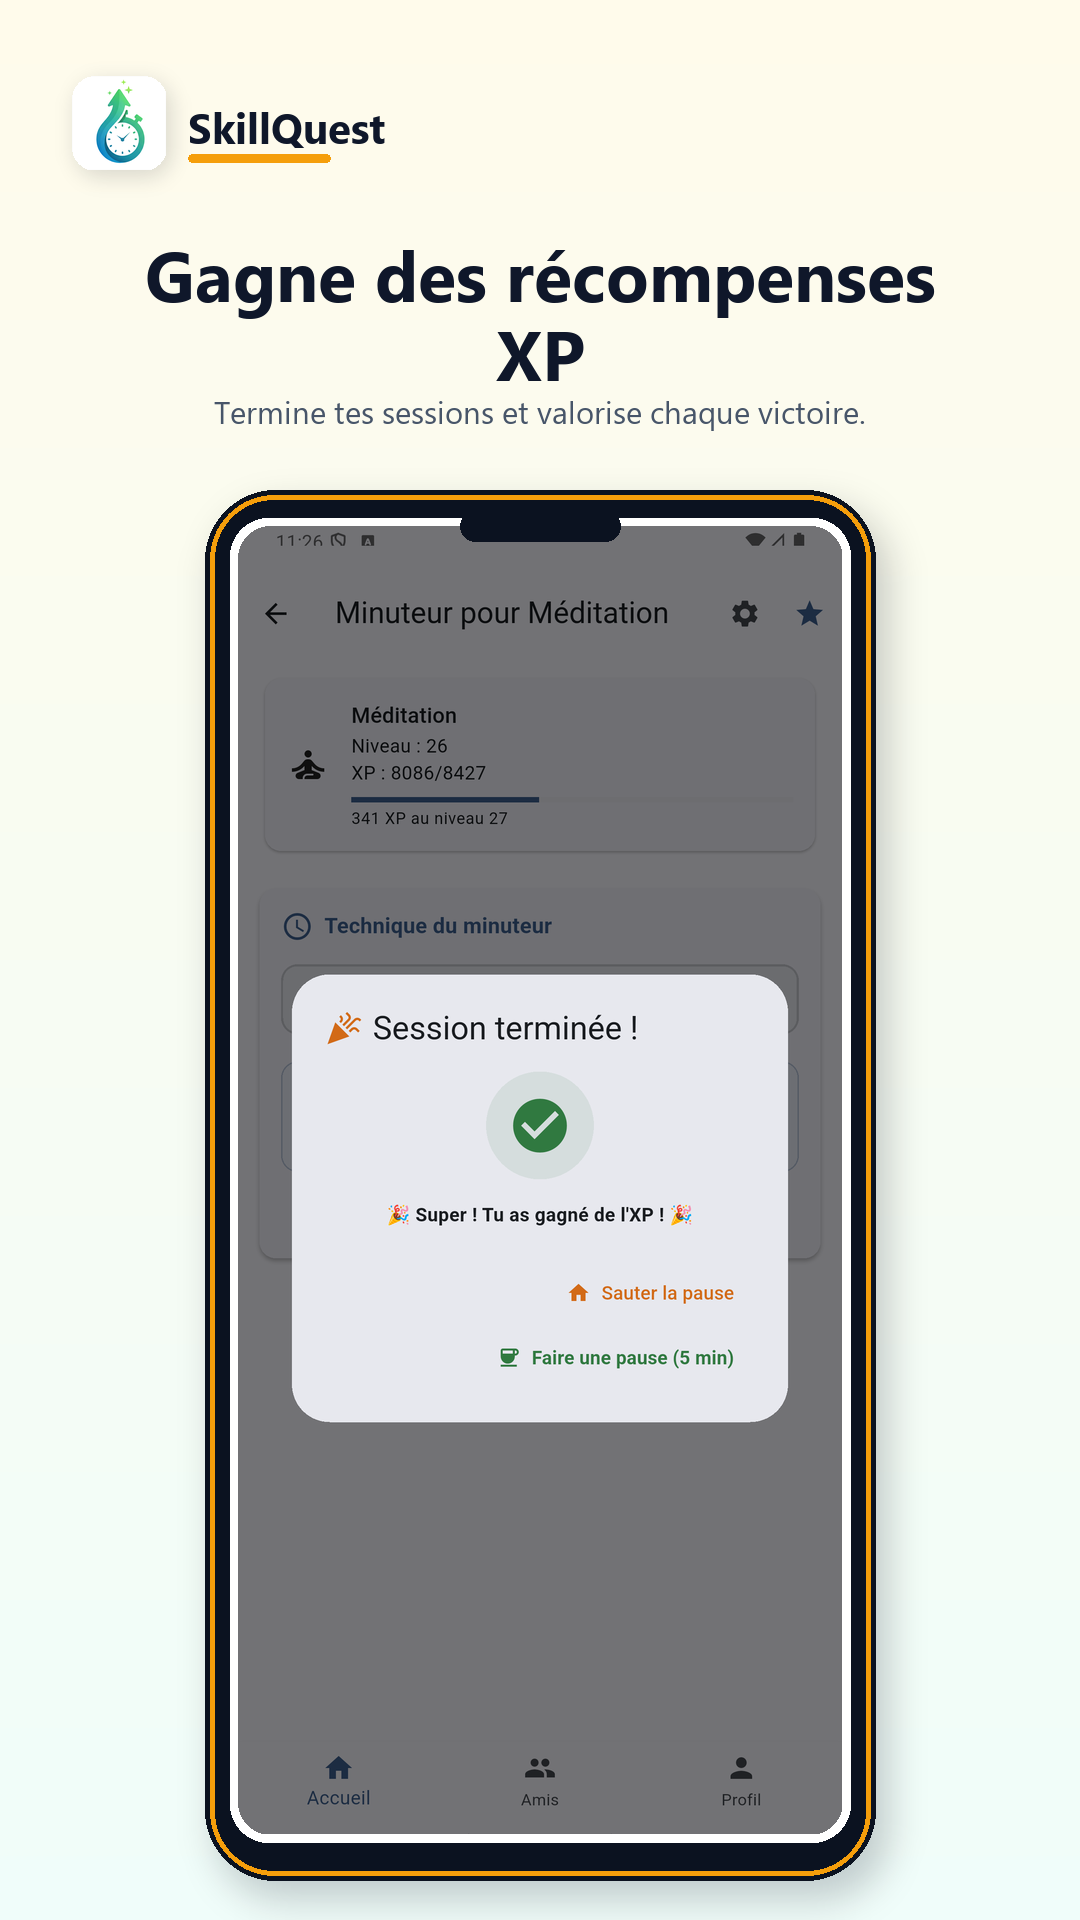 SkillQuest
Gagne des récompenses
XP
Termine tes sessions et valorise chaque victoire.
11:26
Minuteur pour Méditation
Méditation
Niveau : 26
XP : 8086/8427
341 XP au niveau 27
Technique du minuteur
Session terminée !
🎉 Super ! Tu as gagné de l'XP ! 🎉
Sauter la pause
Faire une pause (5 min)
Accueil
Amis
Profil